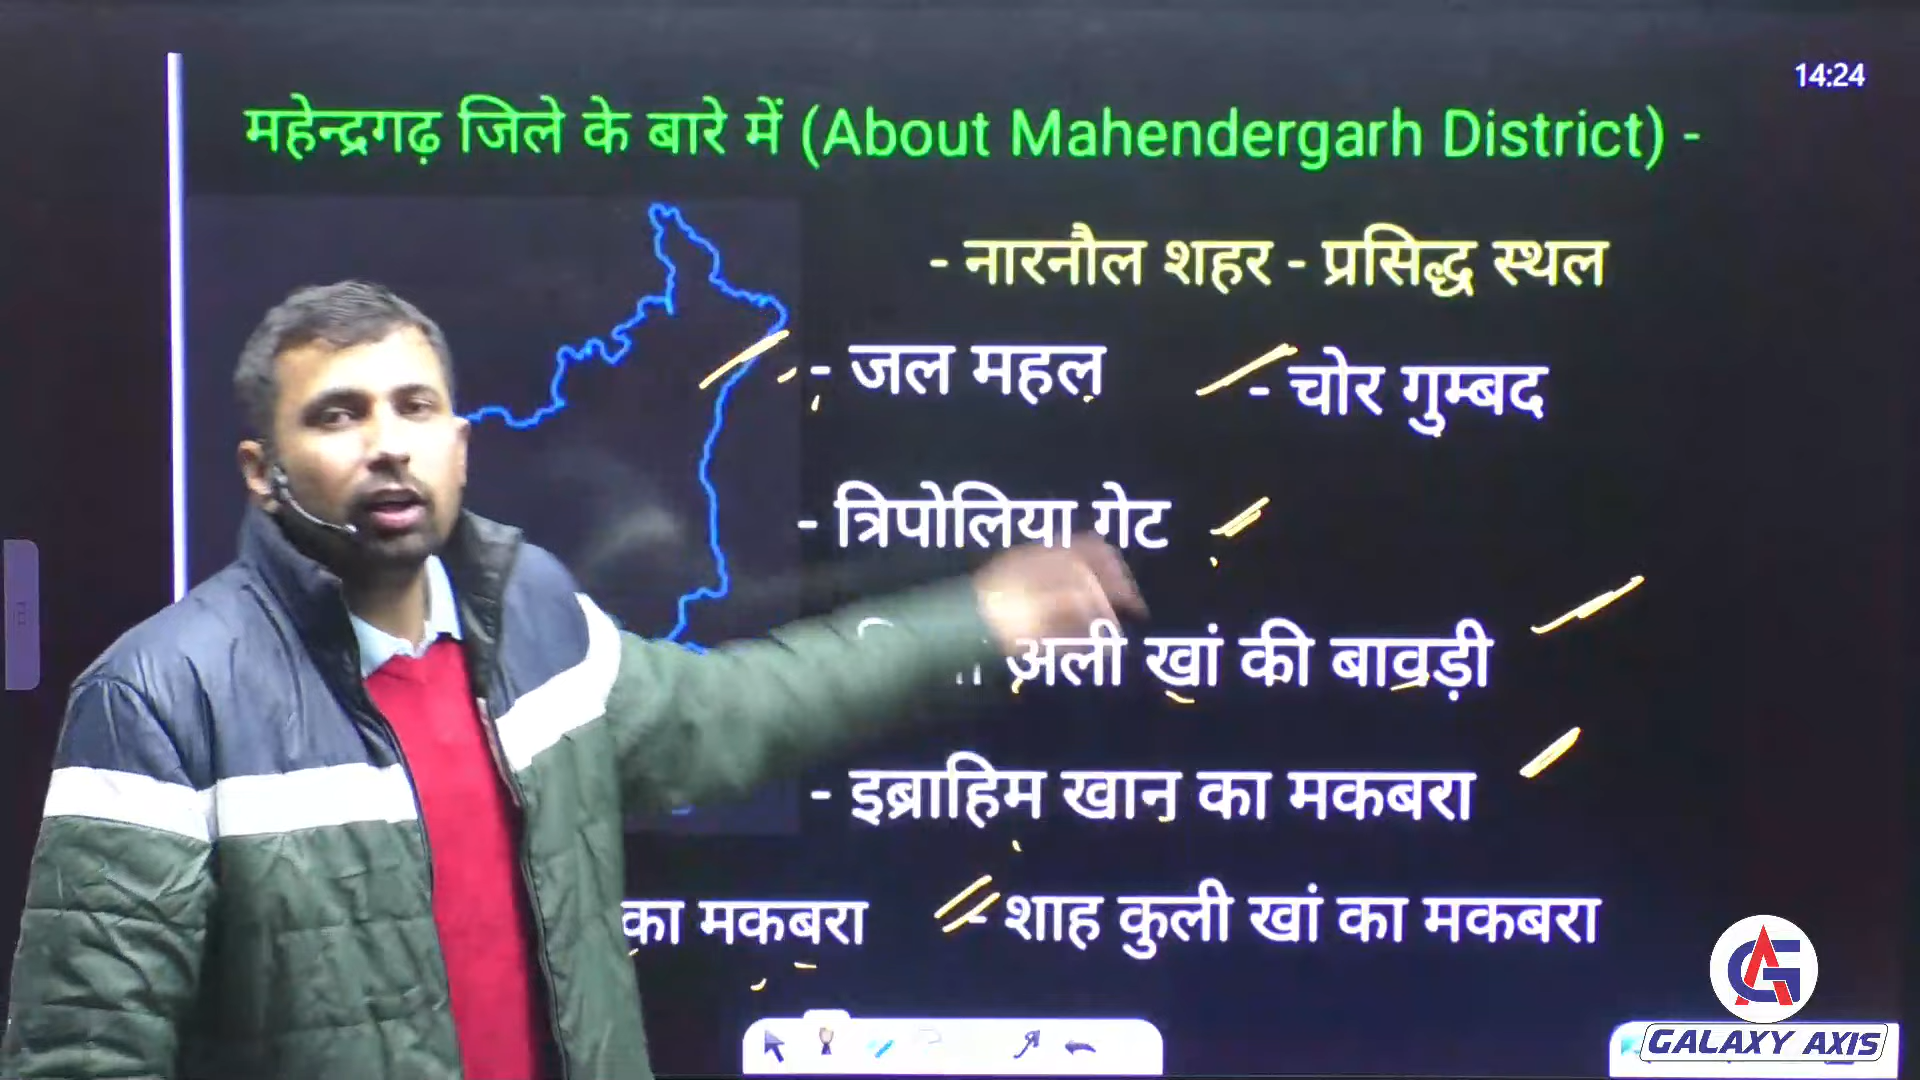 14:24
महेन्द्रगढ़ जिले के बारे में (About Mahendergarh District) -
- नारनौल शहर - प्रसिद्ध स्थल
- जल महल - चोर गुम्बद
- त्रिपोलिया गेट
अली खां की बावड़ी
- इब्राहिम खान का मकबरा
का मकबरा - शाह कुली खां का मकबरा
GALAXY AXIS